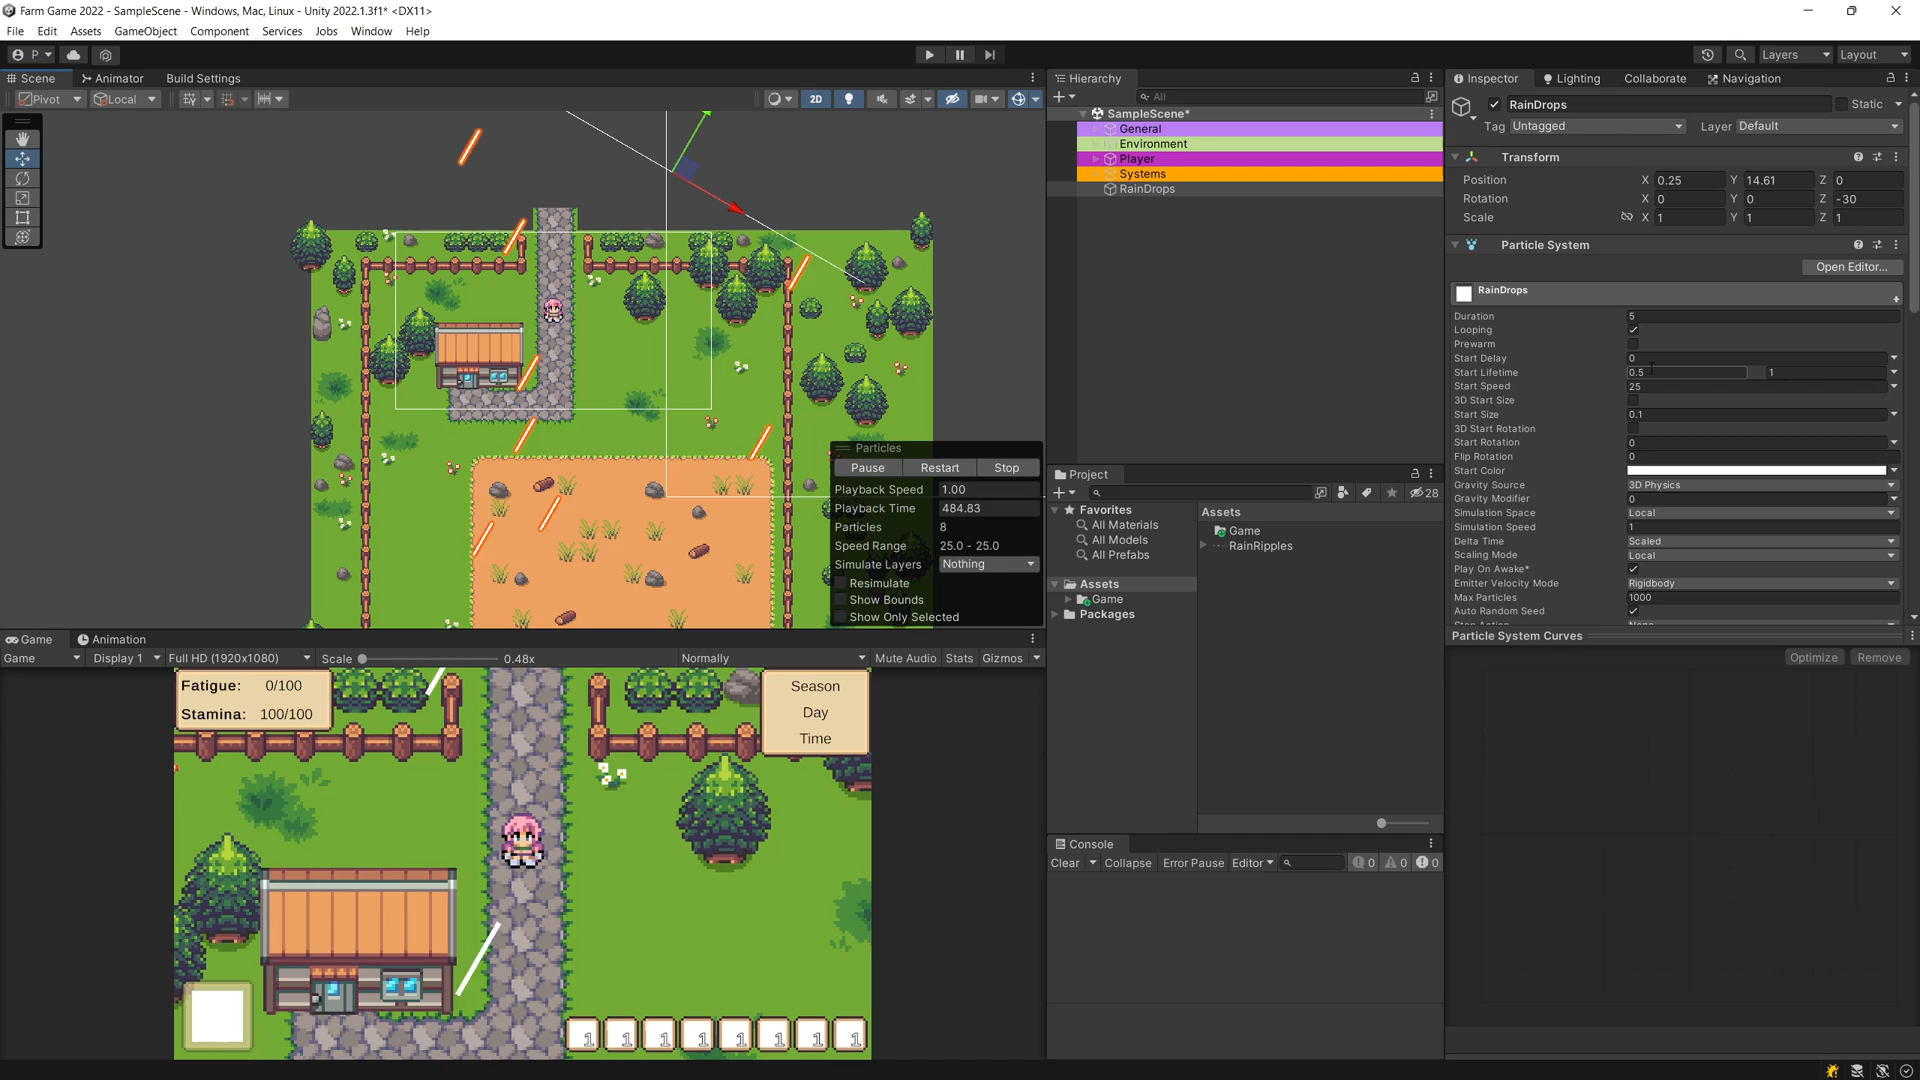 Farm Game 2022 - SampleScene - Windows, Mac, Linux - Unity 2022.1.3f1* <DX11>
File Edit Assets GameObject Component Services Jobs Window Help
P Layers Layout
Scene Animator Build Settings
Pivot Local 2D
Particles
Pause Restart Stop
Playback Speed 1.00
Playback Time 484.83
Particles 8
Speed Range 25.0 - 25.0
Simulate Layers Nothing
Resimulate
Show Bounds
Show Only Selected
Game Animation
Game Display 1 Full HD (1920x1080) Scale 0.48x Normally Mute Audio Stats Gizmos
Fatigue: 0/100
Stamina: 100/100
Season
Day
Time
1 1 1 1 1 1 1 1
Hierarchy
All
SampleScene*
General
Environment
Player
Systems
RainDrops
Project
28
Favorites
All Materials
All Models
All Prefabs
Assets
Game
Packages
Assets
Game
RainRipples
Console
Clear Collapse Error Pause Editor 0 0 0
Inspector Lighting Collaborate Navigation
RainDrops Static
Tag Untagged Layer Default
Transform
Position X 0.25 Y 14.61 Z 0
Rotation X 0 Y 0 Z -30
Scale X 1 Y 1 Z 1
Particle System
Open Editor...
RainDrops
Duration 5
Looping
Prewarm
Start Delay 0
Start Lifetime 0.5 1
Start Speed 25
3D Start Size
Start Size 0.1
3D Start Rotation
Start Rotation 0
Flip Rotation 0
Start Color
Gravity Source 3D Physics
Gravity Modifier 0
Simulation Space Local
Simulation Speed 1
Delta Time Scaled
Scaling Mode Local
Play On Awake*
Emitter Velocity Mode Rigidbody
Max Particles 1000
Auto Random Seed
Particle System Curves
Optimize Remove